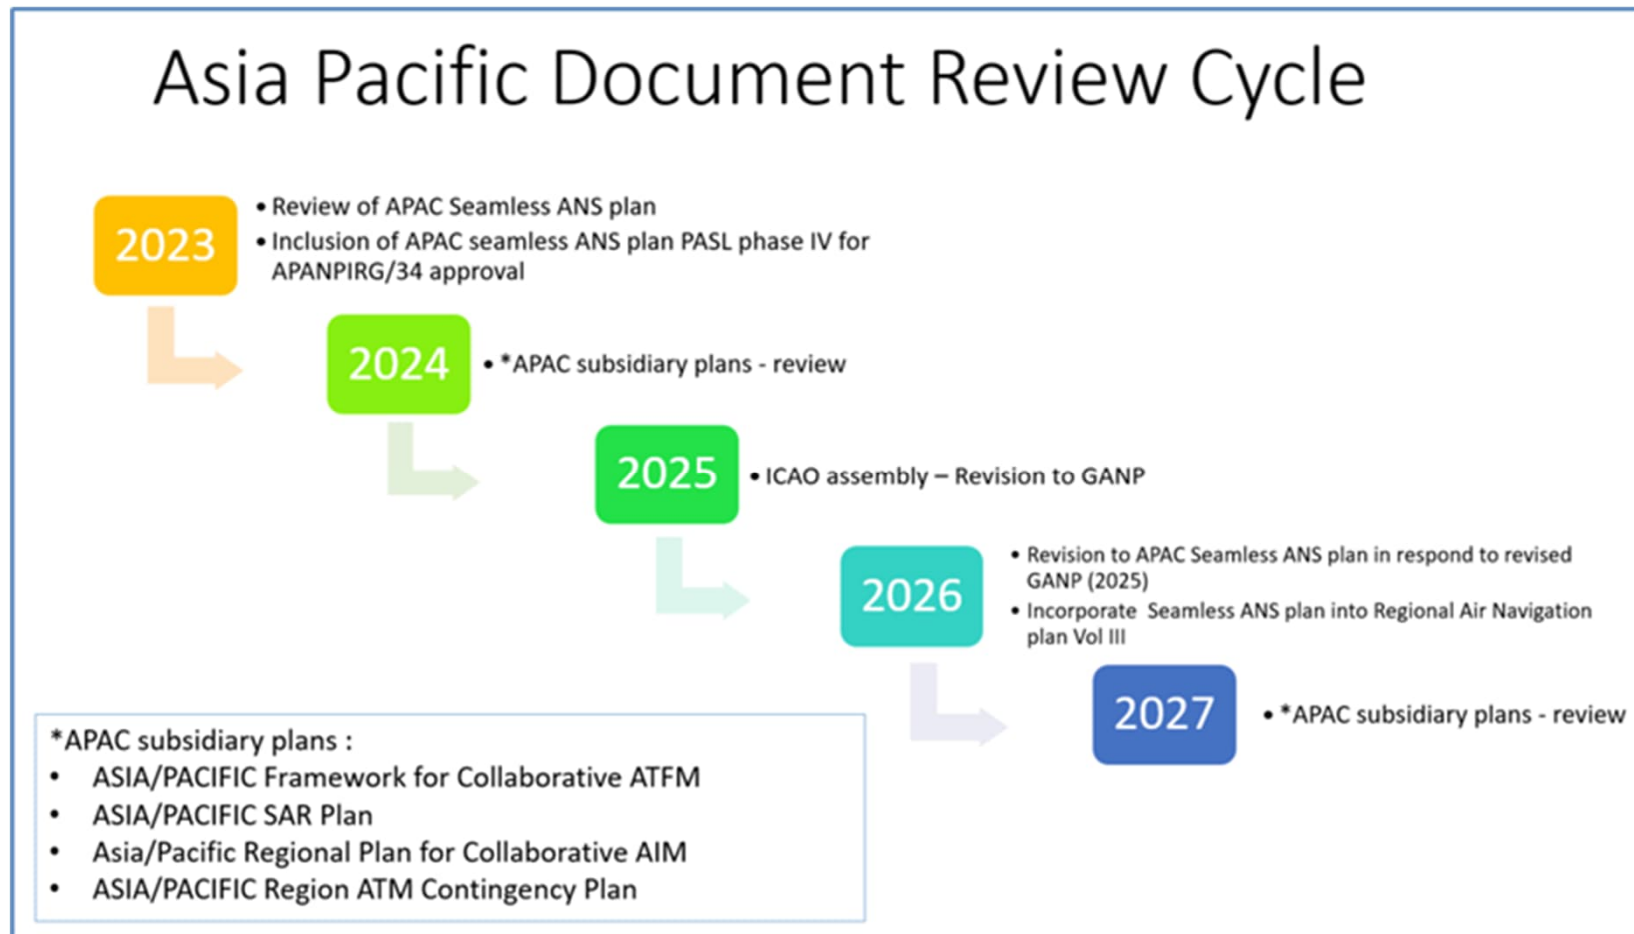 Asia Pacific Document Review Cycle
2023
• Review of APAC Seamless ANS plan
• Inclusion of APAC seamless ANS plan PASL phase IV for
APANPIRG/34 approval
2024
• *APAC subsidiary plans - review
2025
• ICAO assembly – Revision to GANP
2026
• Revision to APAC Seamless ANS plan in respond to revised
GANP (2025)
• Incorporate Seamless ANS plan into Regional Air Navigation
plan Vol III
2027
• *APAC subsidiary plans - review
*APAC subsidiary plans :
• ASIA/PACIFIC Framework for Collaborative ATFM
• ASIA/PACIFIC SAR Plan
• Asia/Pacific Regional Plan for Collaborative AIM
• ASIA/PACIFIC Region ATM Contingency Plan